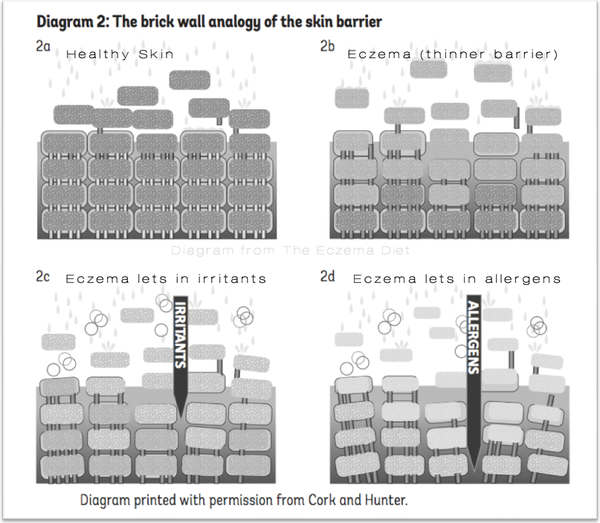 Diagram 2: The brick wall analogy of the skin barrier
2a Healthy Skin
2b Eczema (thinner barrier)
Diagram from The Eczema Diet
2c Eczema lets in irritants
2d Eczema lets in allergens
IRRITANTS
ALLERGENS
Diagram printed with permission from Cork and Hunter.